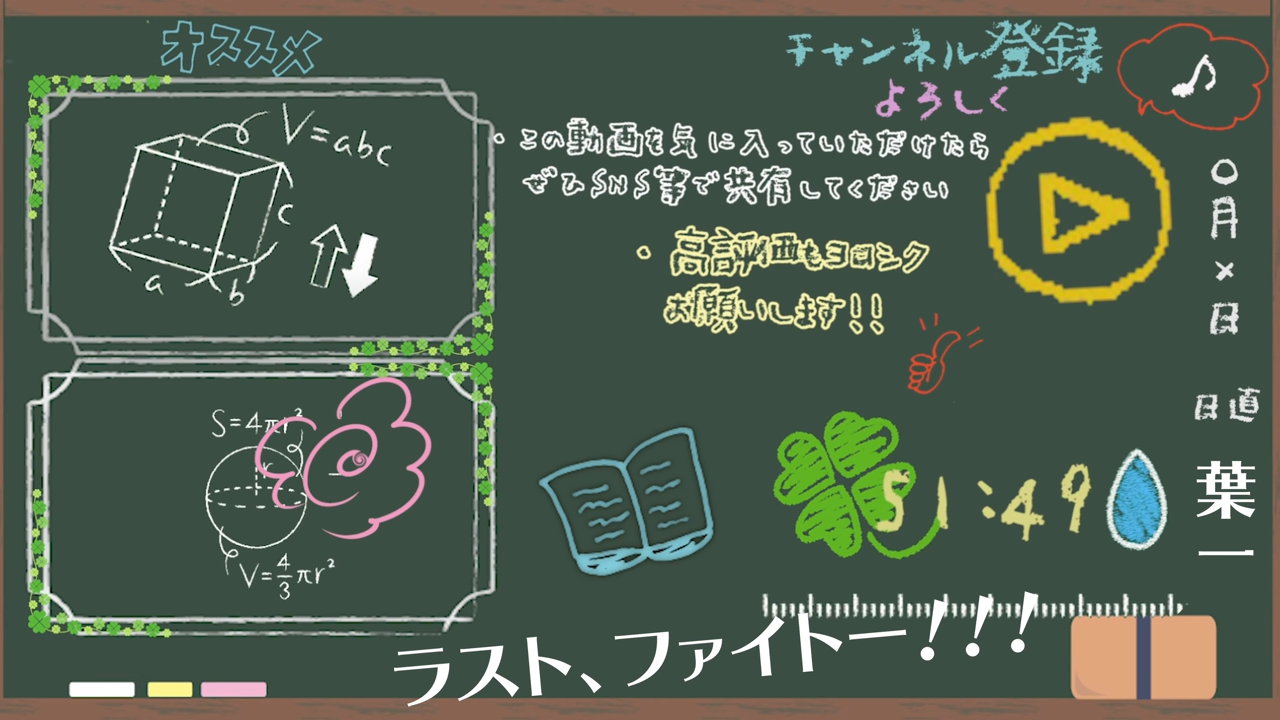 オススメ
V=abc
c
a
b
S=4πr²
r
V=4/3πr²
チャンネル登録
よろしく
・この動画を気に入っていただけたら
ぜひSNS等で共有してください
・高評価もヨロシク
お願いします!!
51:49
〇月×日
日直
葉一
ラスト、ファイトー!!!